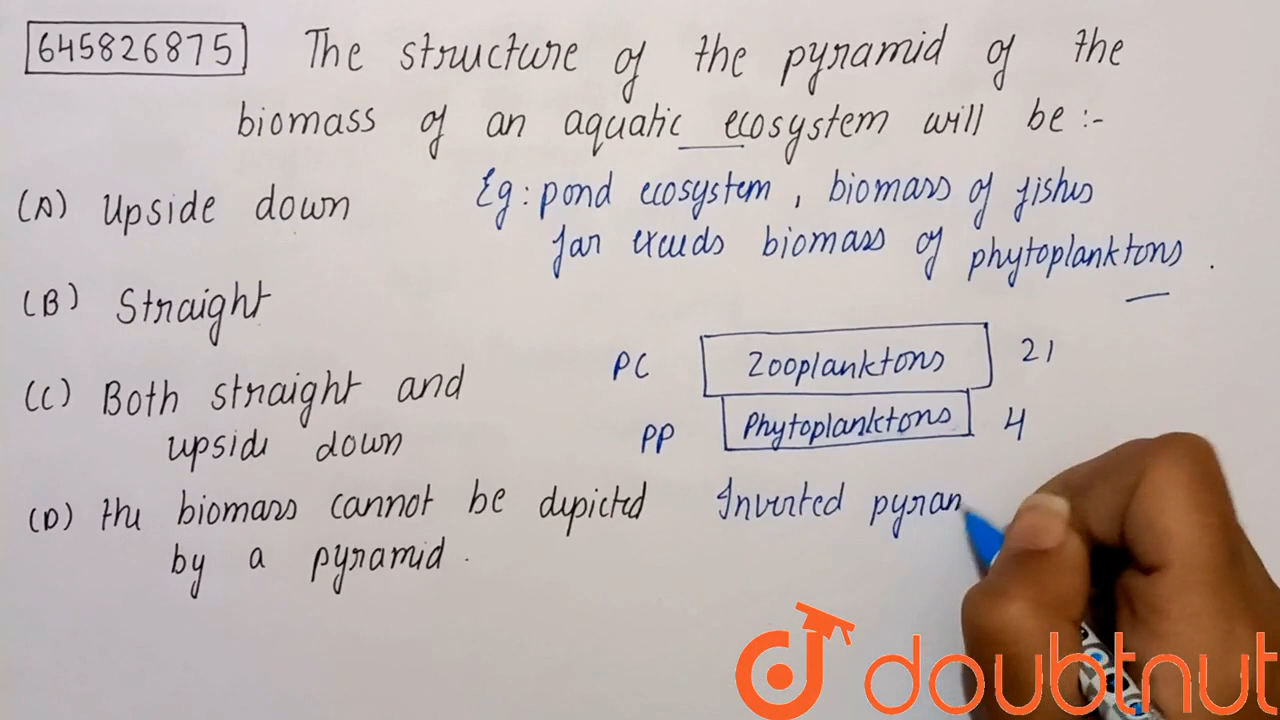 645826875 The structure of the pyramid of the
biomass of an aquatic ecosystem will be :-
(A) Upside down
Eg: pond ecosystem, biomass of fishes
far exceeds biomass of phytoplanktons.
(B) Straight
PC Zooplanktons 21
(C) Both straight and
upside down
PP Phytoplanktons 4
(D) the biomass cannot be depicted
by a pyramid.
Inverted pyram
doubtnut